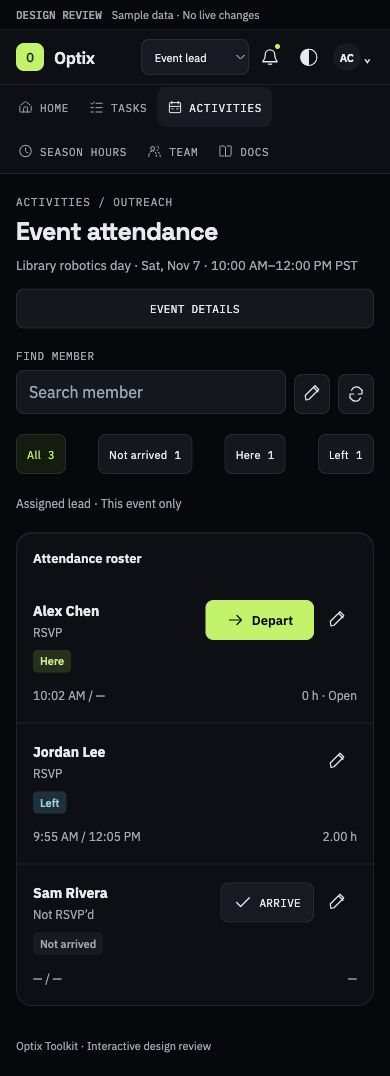 DESIGN REVIEW Sample data · No live changes
O Optix Event lead AC
HOME TASKS ACTIVITIES
SEASON HOURS TEAM DOCS
ACTIVITIES / OUTREACH
Event attendance
Library robotics day · Sat, Nov 7 · 10:00 AM–12:00 PM PST
EVENT DETAILS
FIND MEMBER
Search member
All 3 Not arrived 1 Here 1 Left 1
Assigned lead · This event only
Attendance roster
Alex Chen
RSVP
Depart
Here
10:02 AM / — 0 h · Open
Jordan Lee
RSVP
Left
9:55 AM / 12:05 PM 2.00 h
Sam Rivera
Not RSVP’d
ARRIVE
Not arrived
— / — —
Optix Toolkit · Interactive design review